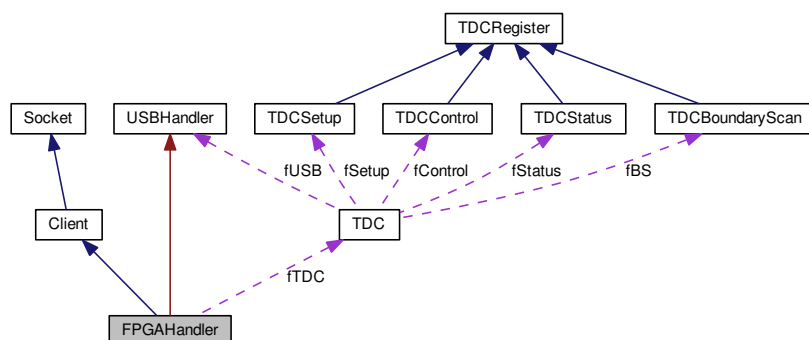 TDCRegister
Socket
USBHandler
TDCSetup
TDCControl
TDCStatus
TDCBoundaryScan
fUSB
fSetup
fControl
fStatus
fBS
Client
TDC
fTDC
FPGAHandler